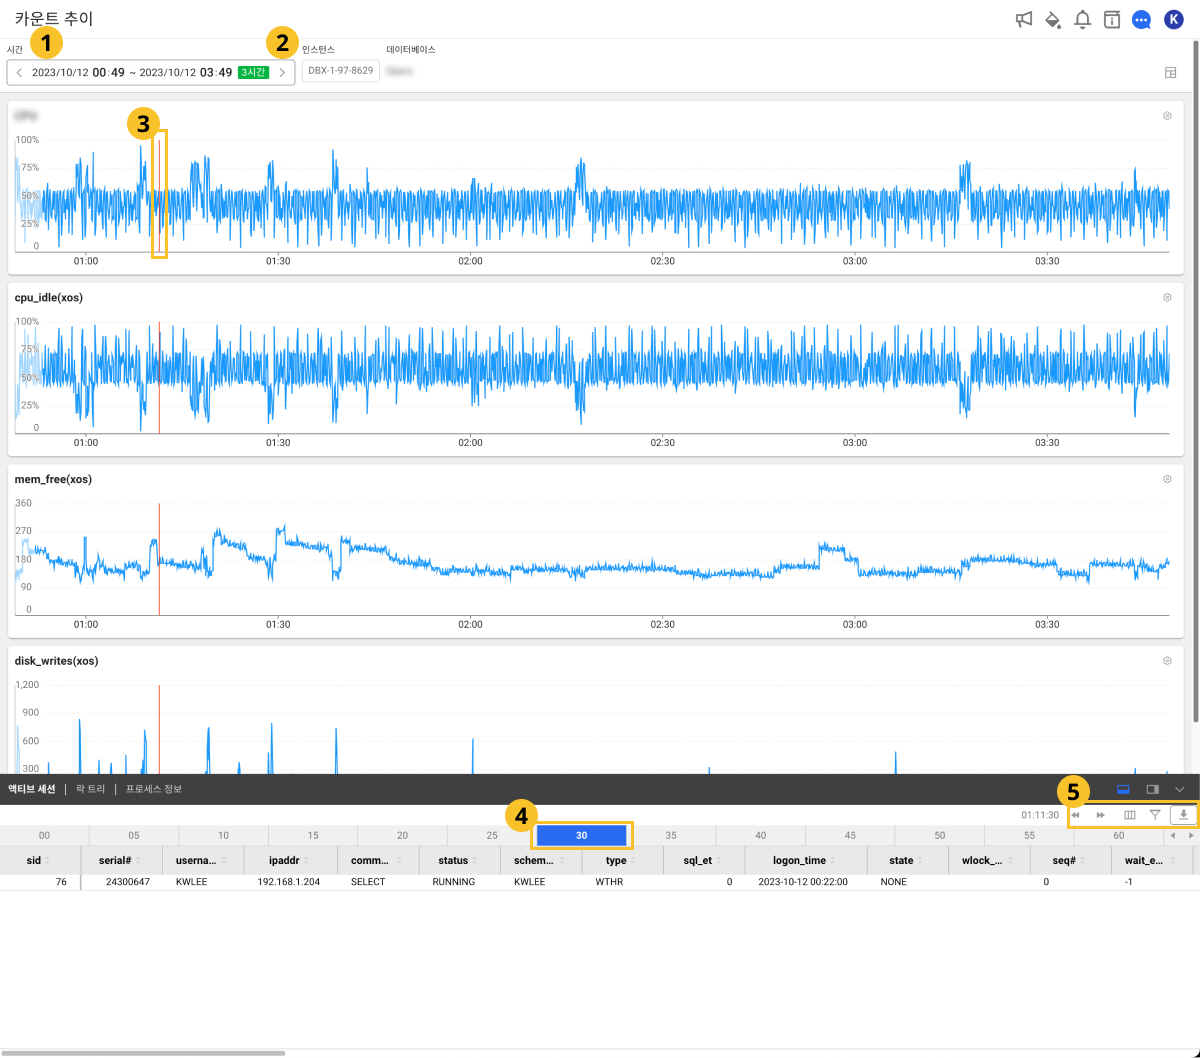 카운트 추이
K
시간
1
2
인스턴스
데이터베이스
2023/10/12 00:49 ~ 2023/10/12 03:49 3시간
DBX-1-97-8629
3
100%
75%
50%
25%
0
01:00 01:30 02:00 02:30 03:00 03:30
cpu_idle(xos)
100%
75%
50%
25%
0
01:00 01:30 02:00 02:30 03:00 03:30
mem_free(xos)
360
270
180
90
0
01:00 01:30 02:00 02:30 03:00 03:30
disk_writes(xos)
1,200
900
600
300
액티브 세션 | 락 트리 | 프로세스 정보
5
4
01:11:30
00 05 10 15 20 25 30 35 40 45 50 55 60
sid serial# userna... ipaddr comm... status schem... type sql_et logon_time state wlock_... seq# wait_e...
76 24300647 KWLEE 192.168.1.204 SELECT RUNNING KWLEE WTHR 0 2023-10-12 00:22:00 NONE 0 -1